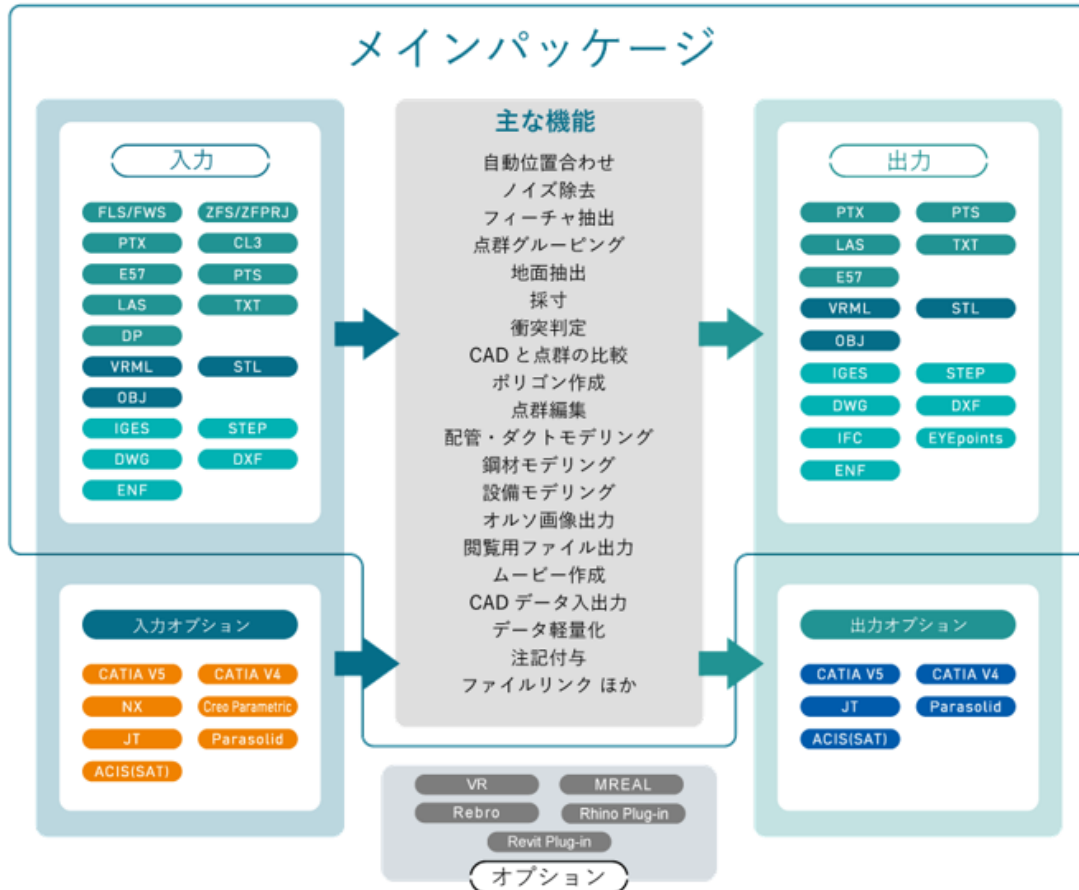 メインパッケージ
入力
FLS/FWS ZFS/ZFPRJ
PTX CL3
E57 PTS
LAS TXT
DP
VRML STL
OBJ
IGES STEP
DWG DXF
ENF
入力オプション
CATIA V5 CATIA V4
NX Creo Parametric
JT Parasolid
ACIS(SAT)
主な機能
自動位置合わせ
ノイズ除去
フィーチャ抽出
点群グルーピング
地面抽出
採寸
衝突判定
CADと点群の比較
ポリゴン作成
点群編集
配管・ダクトモデリング
鋼材モデリング
設備モデリング
オルソ画像出力
閲覧用ファイル出力
ムービー作成
CADデータ入出力
データ軽量化
注記付与
ファイルリンク ほか
出力
PTX PTS
LAS TXT
E57
VRML STL
OBJ
IGES STEP
DWG DXF
IFC EYEpoints
ENF
出力オプション
CATIA V5 CATIA V4
JT Parasolid
ACIS(SAT)
VR MREAL
Rebro Rhino Plug-in
Revit Plug-in
オプション